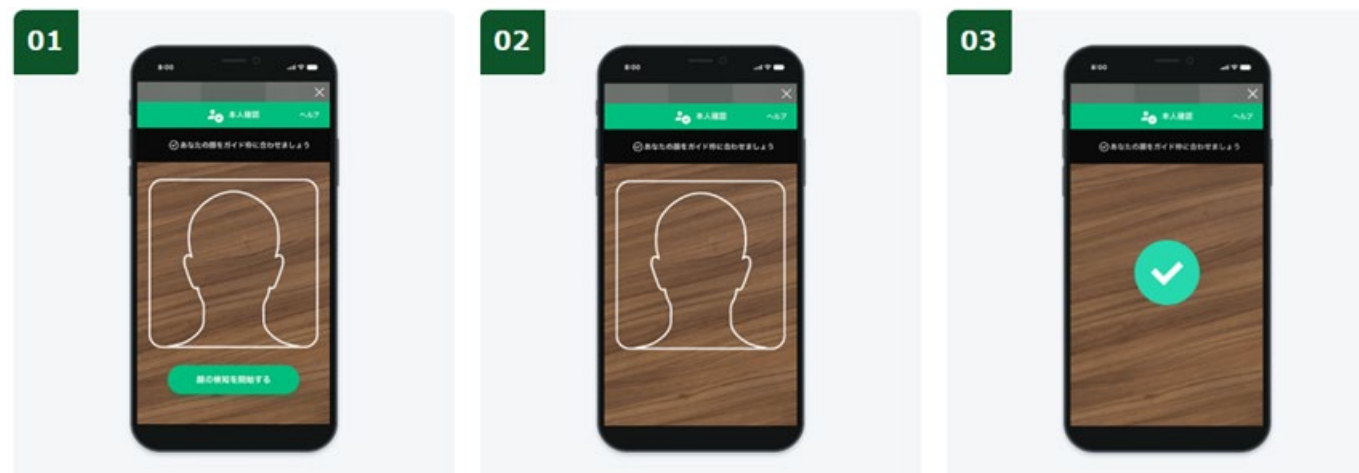 01
8:00
本人確認 ヘルプ
あなたの顔をガイド枠に合わせましょう
顔の検知を開始する
02
8:00
本人確認 ヘルプ
あなたの顔をガイド枠に合わせましょう
03
8:00
本人確認 ヘルプ
あなたの顔をガイド枠に合わせましょう